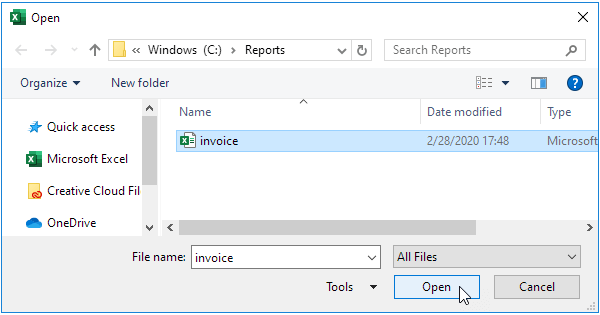 Open
« Windows (C:) › Reports
Search Reports
Organize
New folder
?
Name
Date modified
Type
Quick access
invoice
2/28/2020 17:48
Microsoft
Microsoft Excel
Creative Cloud Fil
OneDrive
File name:
invoice
All Files
Tools
Open
Cancel